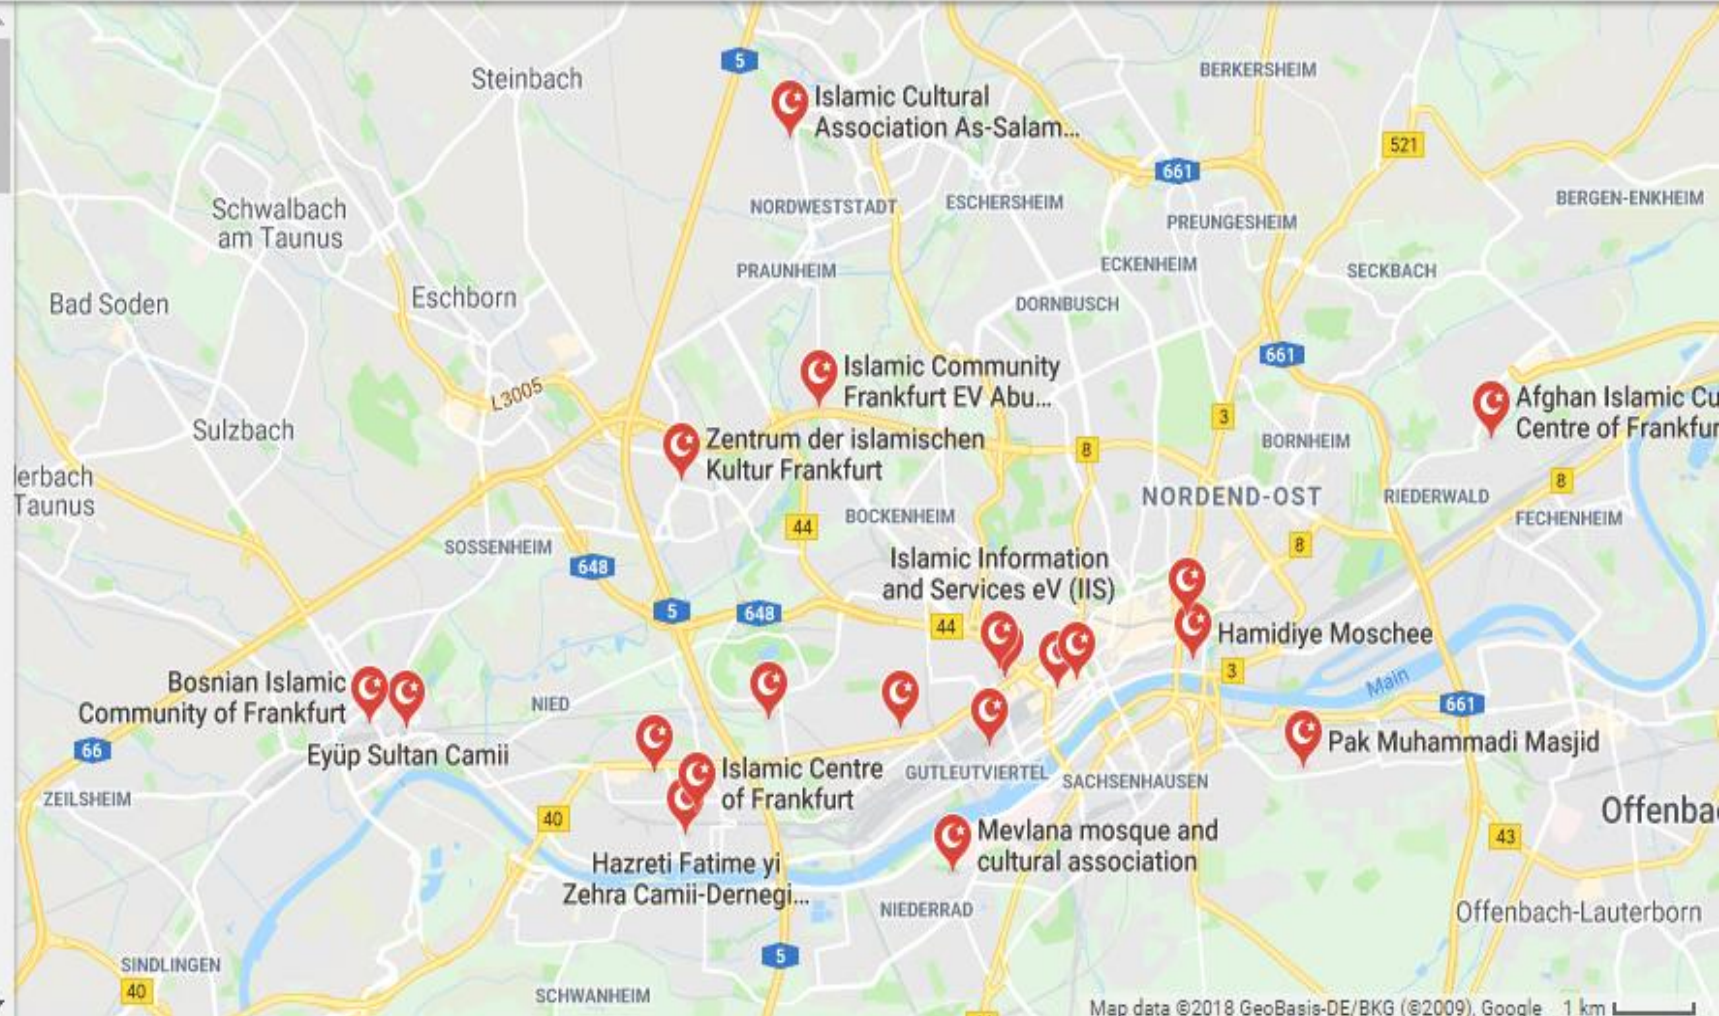 5
Steinbach
BERKERSHEIM
Islamic Cultural
Association As-Salam...
521
661
Schwalbach
am Taunus
NORDWESTSTADT
ESCHERSHEIM
BERGEN-ENKHEIM
PREUNGESHEIM
PRAUNHEIM
ECKENHEIM
SECKBACH
Bad Soden
Eschborn
DORNBUSCH
661
Islamic Community
Frankfurt EV Abu...
L3005
Afghan Islamic Cu
Centre of Frankfur
3
Sulzbach
Zentrum der islamischen
Kultur Frankfurt
8
BORNHEIM
lerbach
Taunus
8
NORDEND-OST
RIEDERWALD
44
BOCKENHEIM
FECHENHEIM
SOSSENHEIM
8
648
Islamic Information
and Services eV (IIS)
5
648
44
Hamidiye Moschee
3
Main
Bosnian Islamic
Community of Frankfurt
NIED
661
66
Eyüp Sultan Camii
Pak Muhammadi Masjid
Islamic Centre
of Frankfurt
GUTLEUTVIERTEL
SACHSENHAUSEN
ZEILSHEIM
40
Offenba
Mevlana mosque and
cultural association
43
Hazreti Fatime yi
Zehra Camii-Dernegi...
NIEDERRAD
Offenbach-Lauterborn
5
SINDLINGEN
40
SCHWANHEIM
Map data ©2018 GeoBasis-DE/BKG (©2009), Google 1 km